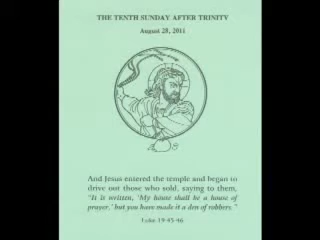 THE TENTH SUNDAY AFTER TRINITY
August 28, 2011
And Jesus entered the temple and began to
drive out those who sold, saying to them,
"It is written, 'My house shall be a house of
prayer,' but you have made it a den of robbers."
Luke 19:45-46